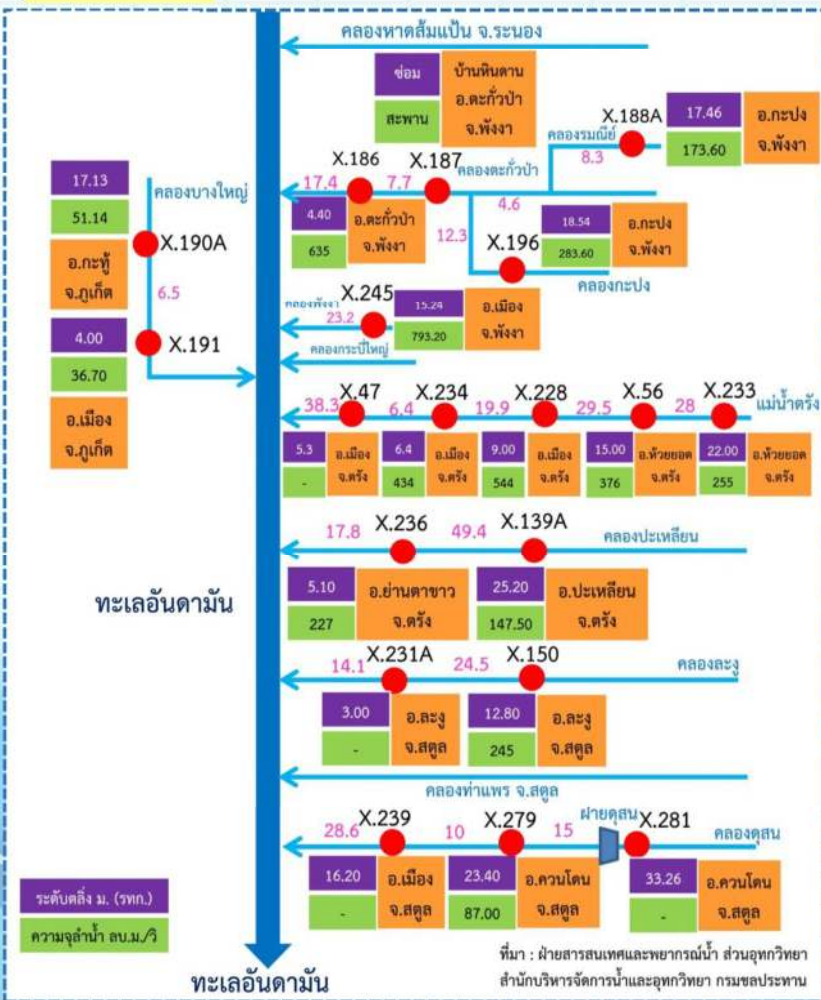 คลองหาดส้มแป้น จ.ระนอง
ซ่อม
สะพาน
บ้านหินดาน
อ.ตะกั่วป่า
จ.พังงา
X.188A
17.46
173.60
อ.กะปง
จ.พังงา
คลองรมณีย์
8.3
X.186
X.187
คลองตะกั่วป่า
17.4
7.7
4.40
635
อ.ตะกั่วป่า
จ.พังงา
4.6
12.3
X.196
18.54
283.60
อ.กะปง
จ.พังงา
คลองกะปง
17.13
51.14
อ.กะทู้
จ.ภูเก็ต
คลองบางใหญ่
X.190A
6.5
4.00
36.70
อ.เมือง
จ.ภูเก็ต
X.191
คลองพังงา
X.245
23.2
15.24
793.20
อ.เมือง
จ.พังงา
คลองกระบี่ใหญ่
X.47
X.234
X.228
X.56
X.233
แม่น้ำตรัง
38.3
6.4
19.9
29.5
28
5.3
-
อ.เมือง
จ.ตรัง
6.4
434
อ.เมือง
จ.ตรัง
9.00
544
อ.เมือง
จ.ตรัง
15.00
376
อ.ห้วยยอด
จ.ตรัง
22.00
255
อ.ห้วยยอด
จ.ตรัง
17.8
X.236
49.4
X.139A
คลองปะเหลียน
5.10
227
อ.ย่านตาขาว
จ.ตรัง
25.20
147.50
อ.ปะเหลียน
จ.ตรัง
ทะเลอันดามัน
14.1
X.231A
24.5
X.150
คลองละงู
3.00
-
อ.ละงู
จ.สตูล
12.80
245
อ.ละงู
จ.สตูล
คลองท่าแพร จ.สตูล
28.6
X.239
10
X.279
15
ฝายดุสน
X.281
คลองดุสน
16.20
-
อ.เมือง
จ.สตูล
23.40
87.00
อ.ควนโดน
จ.สตูล
33.26
-
อ.ควนโดน
จ.สตูล
ระดับตลิ่ง ม. (รทก.)
ความจุลำน้ำ ลบ.ม./วิ
ทะเลอันดามัน
ที่มา : ฝ่ายสารสนเทศและพยากรณ์น้ำ ส่วนอุทกวิทยา
สำนักบริหารจัดการน้ำและอุทกวิทยา กรมชลประทาน